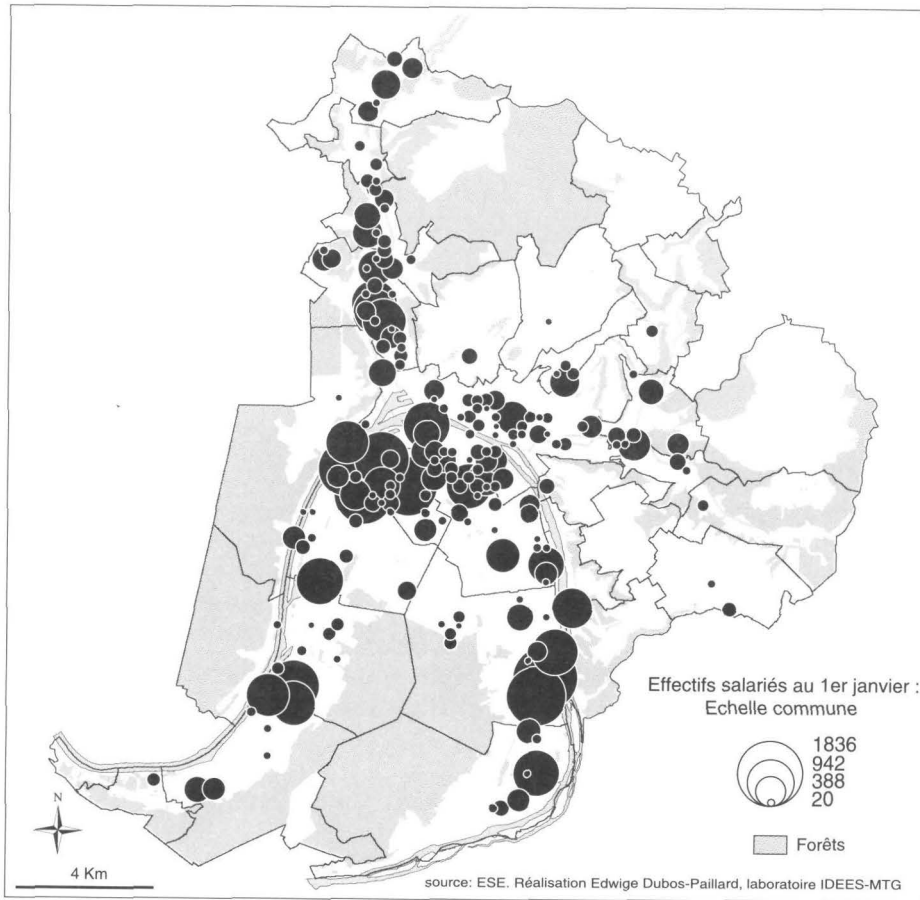 Effectifs salariés au 1er janvier :
Echelle commune
1836
942
388
20
Forêts
N
4 Km
source: ESE. Réalisation Edwige Dubos-Paillard, laboratoire IDEES-MTG